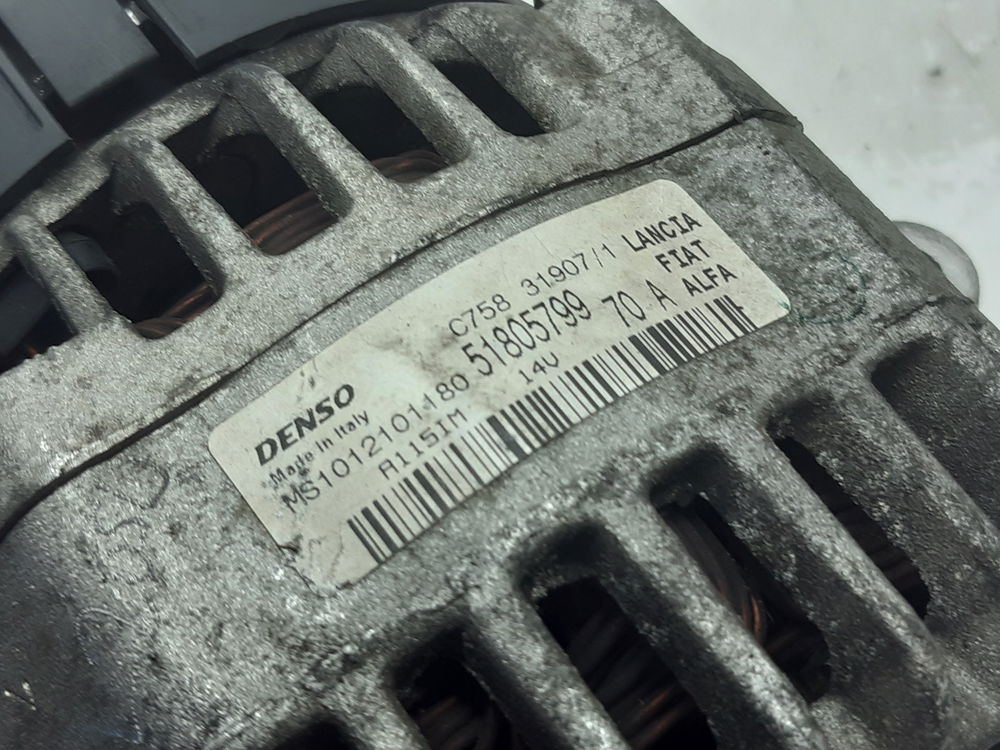 C758 31907/1 LANCIA
51805799 FIAT
70 A ALFA
DENSO
Made in Italy
MS1012101180
A115IM 14V